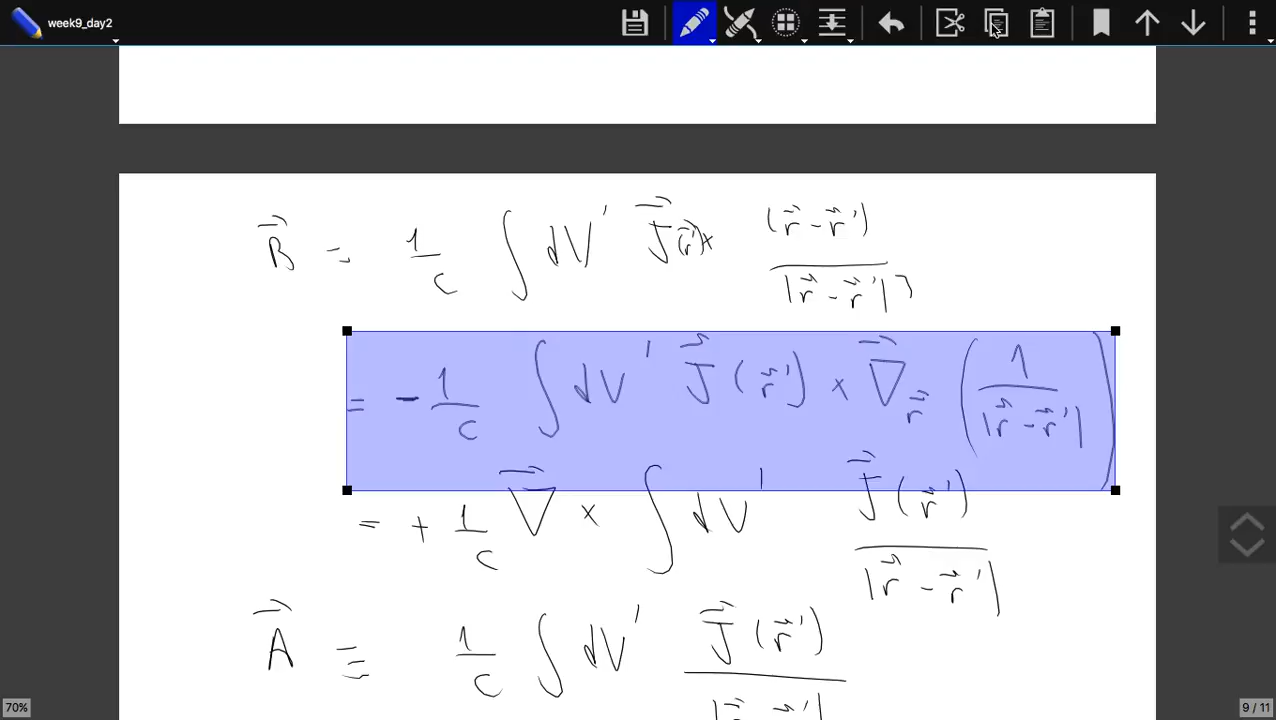 week9_day2
B⃗ = 1/c ∫ dV' J⃗(r⃗') × (r⃗ - r⃗') / |r⃗ - r⃗'|³
= - 1/c ∫ dV' J⃗(r⃗') × ∇⃗_r⃗ (1 / |r⃗ - r⃗'|)
= + 1/c ∇⃗ × ∫ dV' J⃗(r⃗') / |r⃗ - r⃗'|
A⃗ ≡ 1/c ∫ dV' J⃗(r⃗') / |r⃗ - r⃗'|
70%
9 / 11